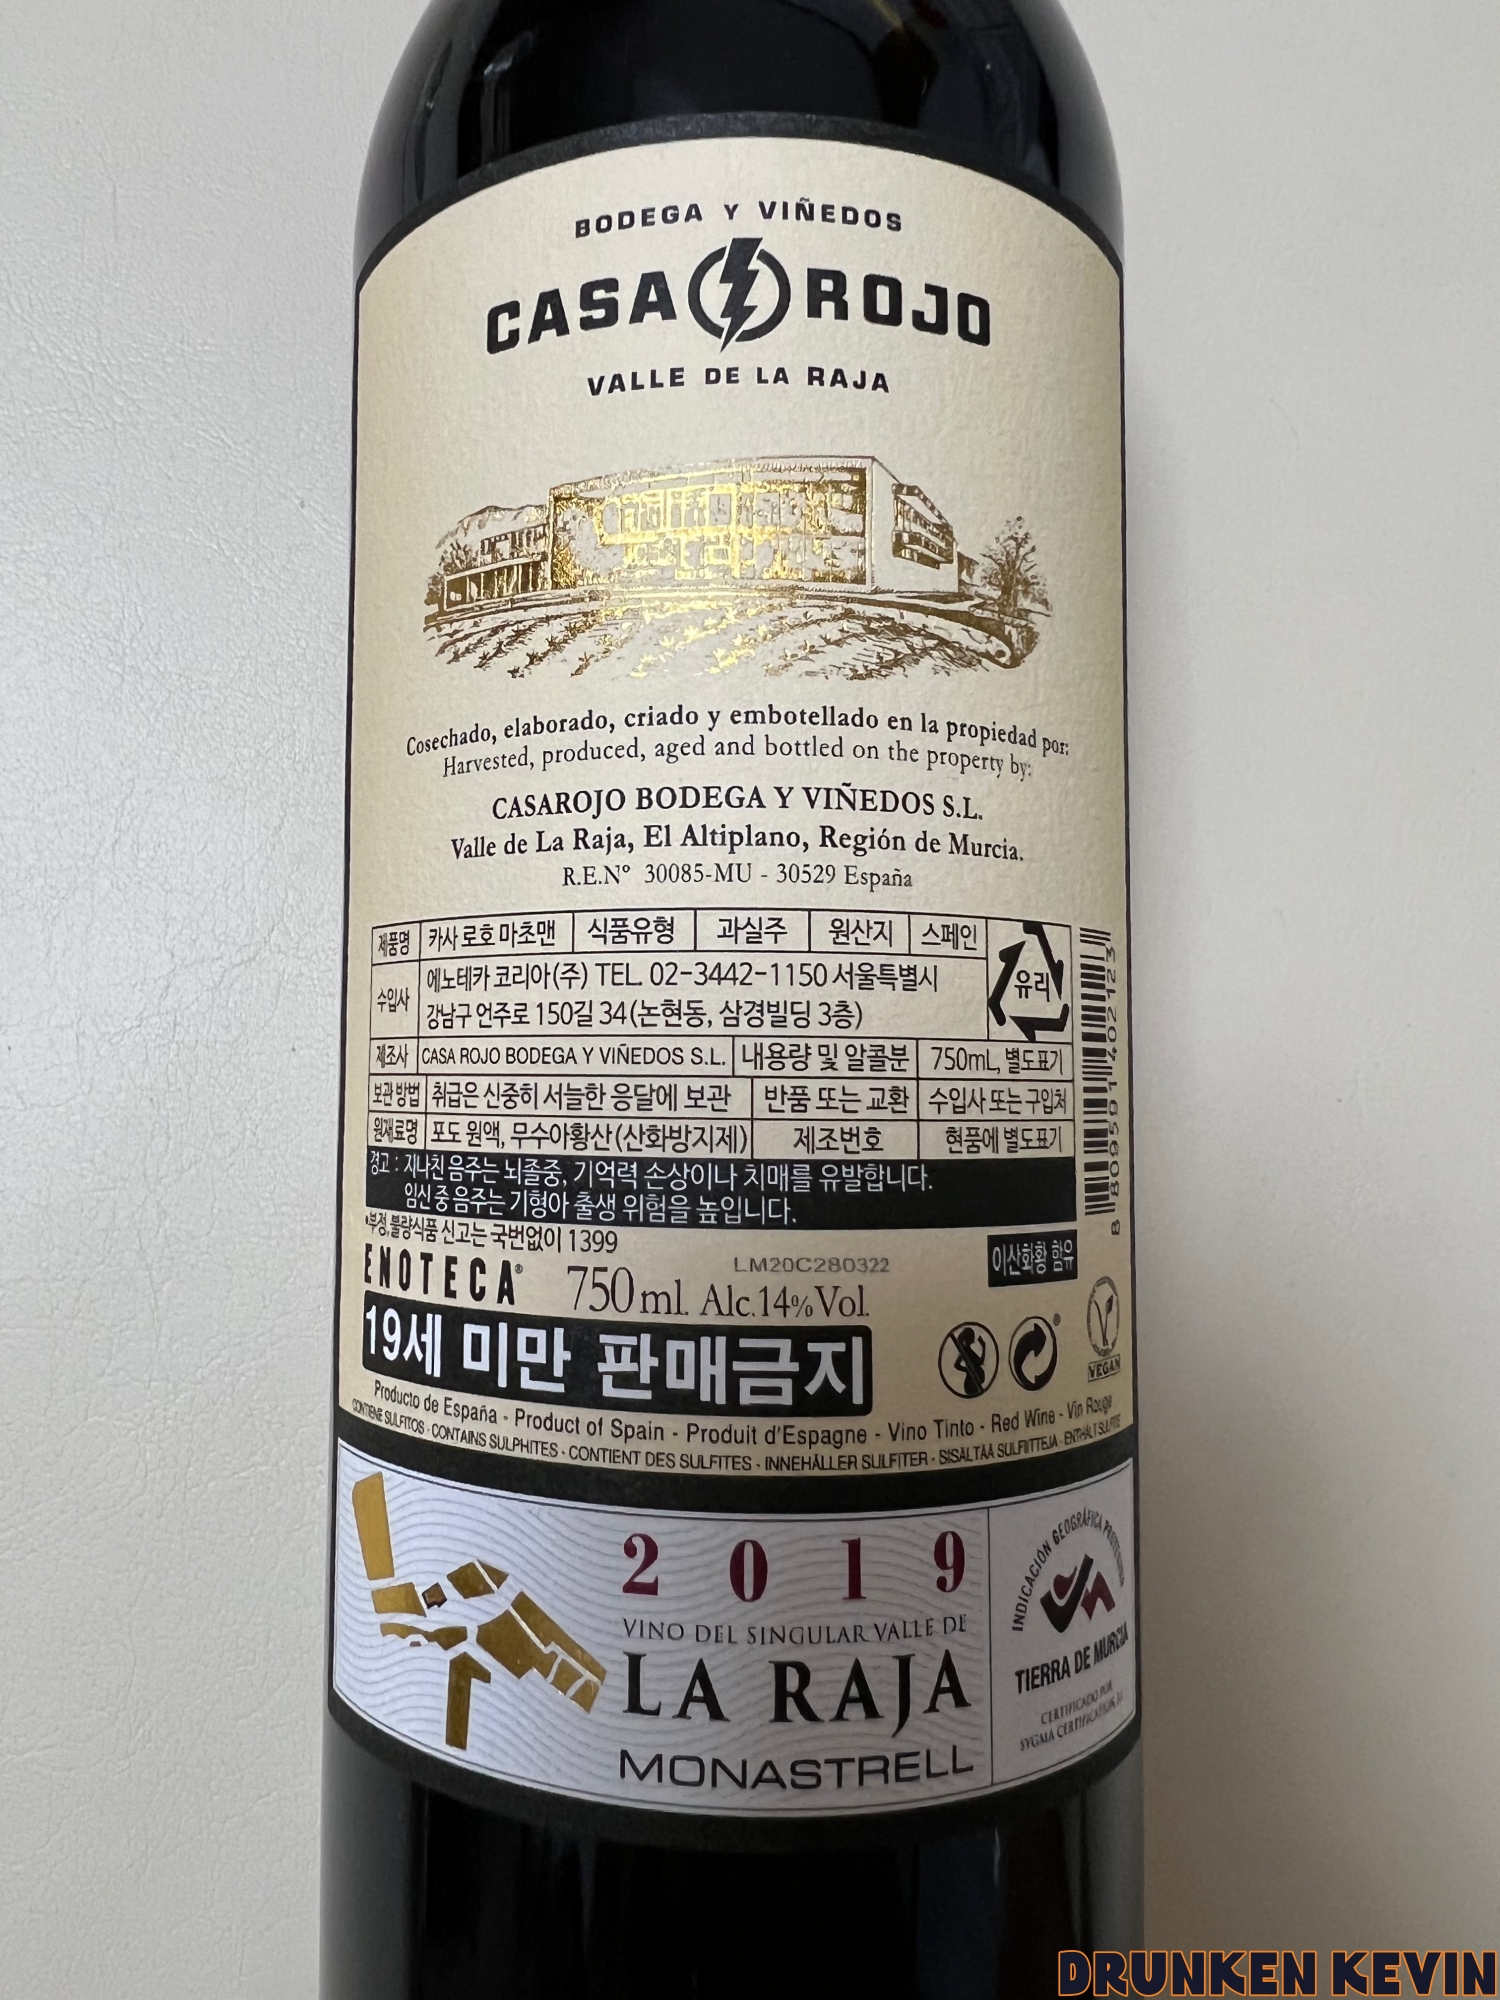 BODEGA Y VIÑEDOS
CASA ROJO
VALLE DE LA RAJA
Cosechado, elaborado, criado y embotellado en la propiedad por:
Harvested, produced, aged and bottled on the property by:
CASAROJO BODEGA Y VIÑEDOS S.L.
Valle de La Raja, El Altiplano, Región de Murcia.
R.E.Nº 30085-MU - 30529 España
제품명 카사 로호 마초맨 식품유형 과실주 원산지 스페인
수입사 에노테카 코리아(주) TEL. 02-3442-1150 서울특별시
강남구 언주로 150길 34(논현동, 삼경빌딩 3층)
유리
제조사 CASA ROJO BODEGA Y VIÑEDOS S.L. 내용량 및 알콜분 750mL, 별도표기
보관방법 취급은 신중히 서늘한 응달에 보관 반품 또는 교환 수입사 또는 구입처
원재료명 포도 원액, 무수아황산(산화방지제) 제조번호 현품에 별도표기
8 809591 402123
경고 : 지나친 음주는 뇌졸중, 기억력 손상이나 치매를 유발합니다.
임신 중 음주는 기형아 출생 위험을 높입니다.
*부정,불량식품 신고는 국번없이 1399
이산화황 함유
ENOTECA®
LM20C280322
750 ml. Alc.14%Vol.
19세 미만 판매금지
VEGAN
Producto de España - Product of Spain - Produit d'Espagne - Vino Tinto - Red Wine - Vin Rouge
CONTIENE SULFITOS - CONTAINS SULPHITES - CONTIENT DES SULFITES - INNEHÅLLER SULFITER - SISÄLTÄÄ SULFIITTEJA - ENTHÄLT SULFITE
2019
VINO DEL SINGULAR VALLE DE
LA RAJA
MONASTRELL
INDICACIÓN GEOGRÁFICA PROTEGIDA
TIERRA DE MURCIA
CERTIFICADO POR
SYGMA CERTIFICATION, S.L.
DRUNKEN KEVIN